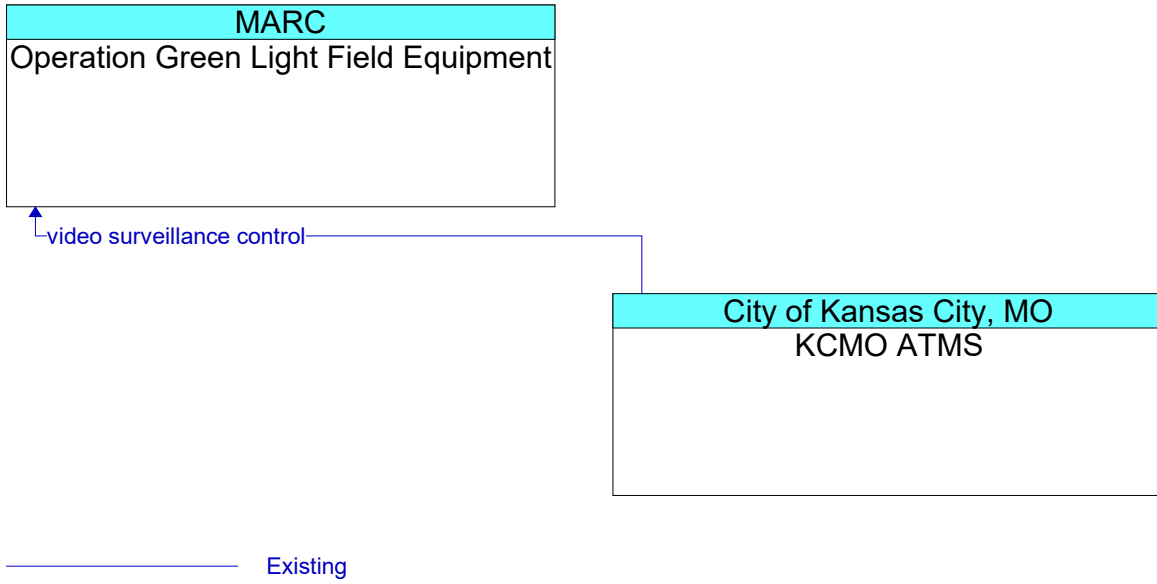 MARC
Operation Green Light Field Equipment
video surveillance control
City of Kansas City, MO
KCMO ATMS
Existing